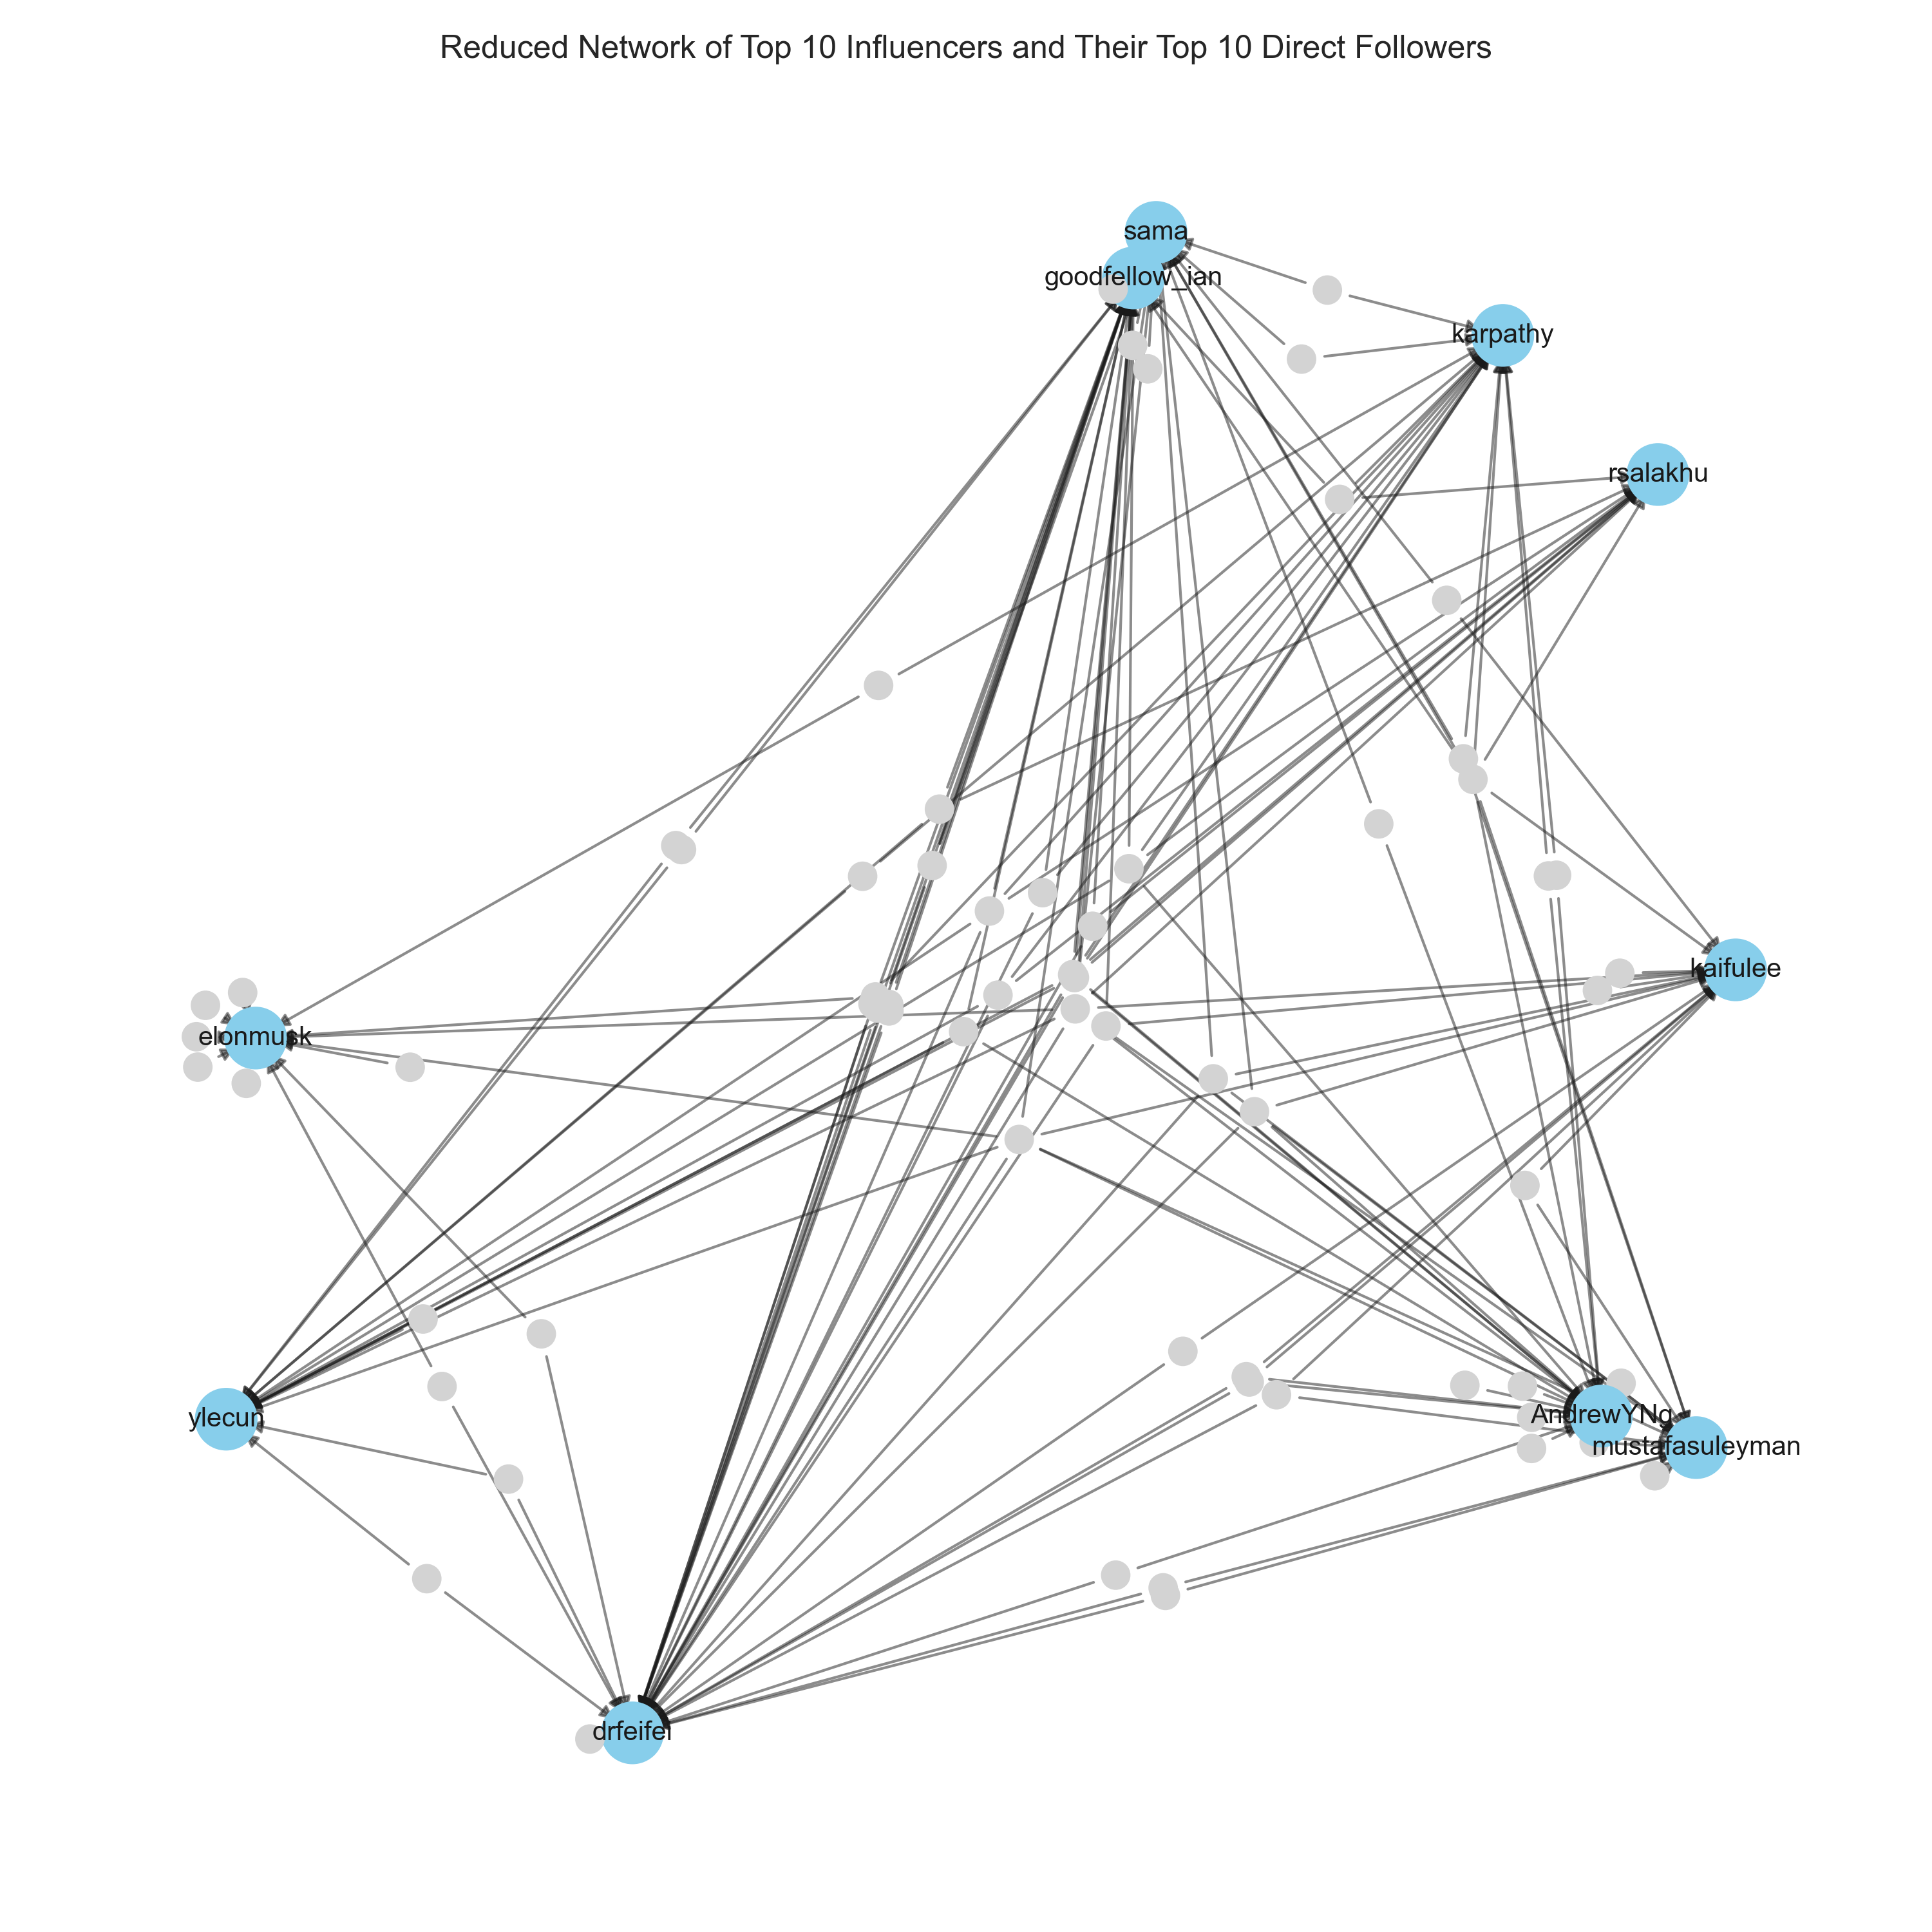 Reduced Network of Top 10 Influencers and Their Top 10 Direct Followers
sama
goodfellow_ian
karpathy
rsalakhu
kaifulee
elonmusk
ylecun
AndrewYNg
mustafasuleyman
drfeifei